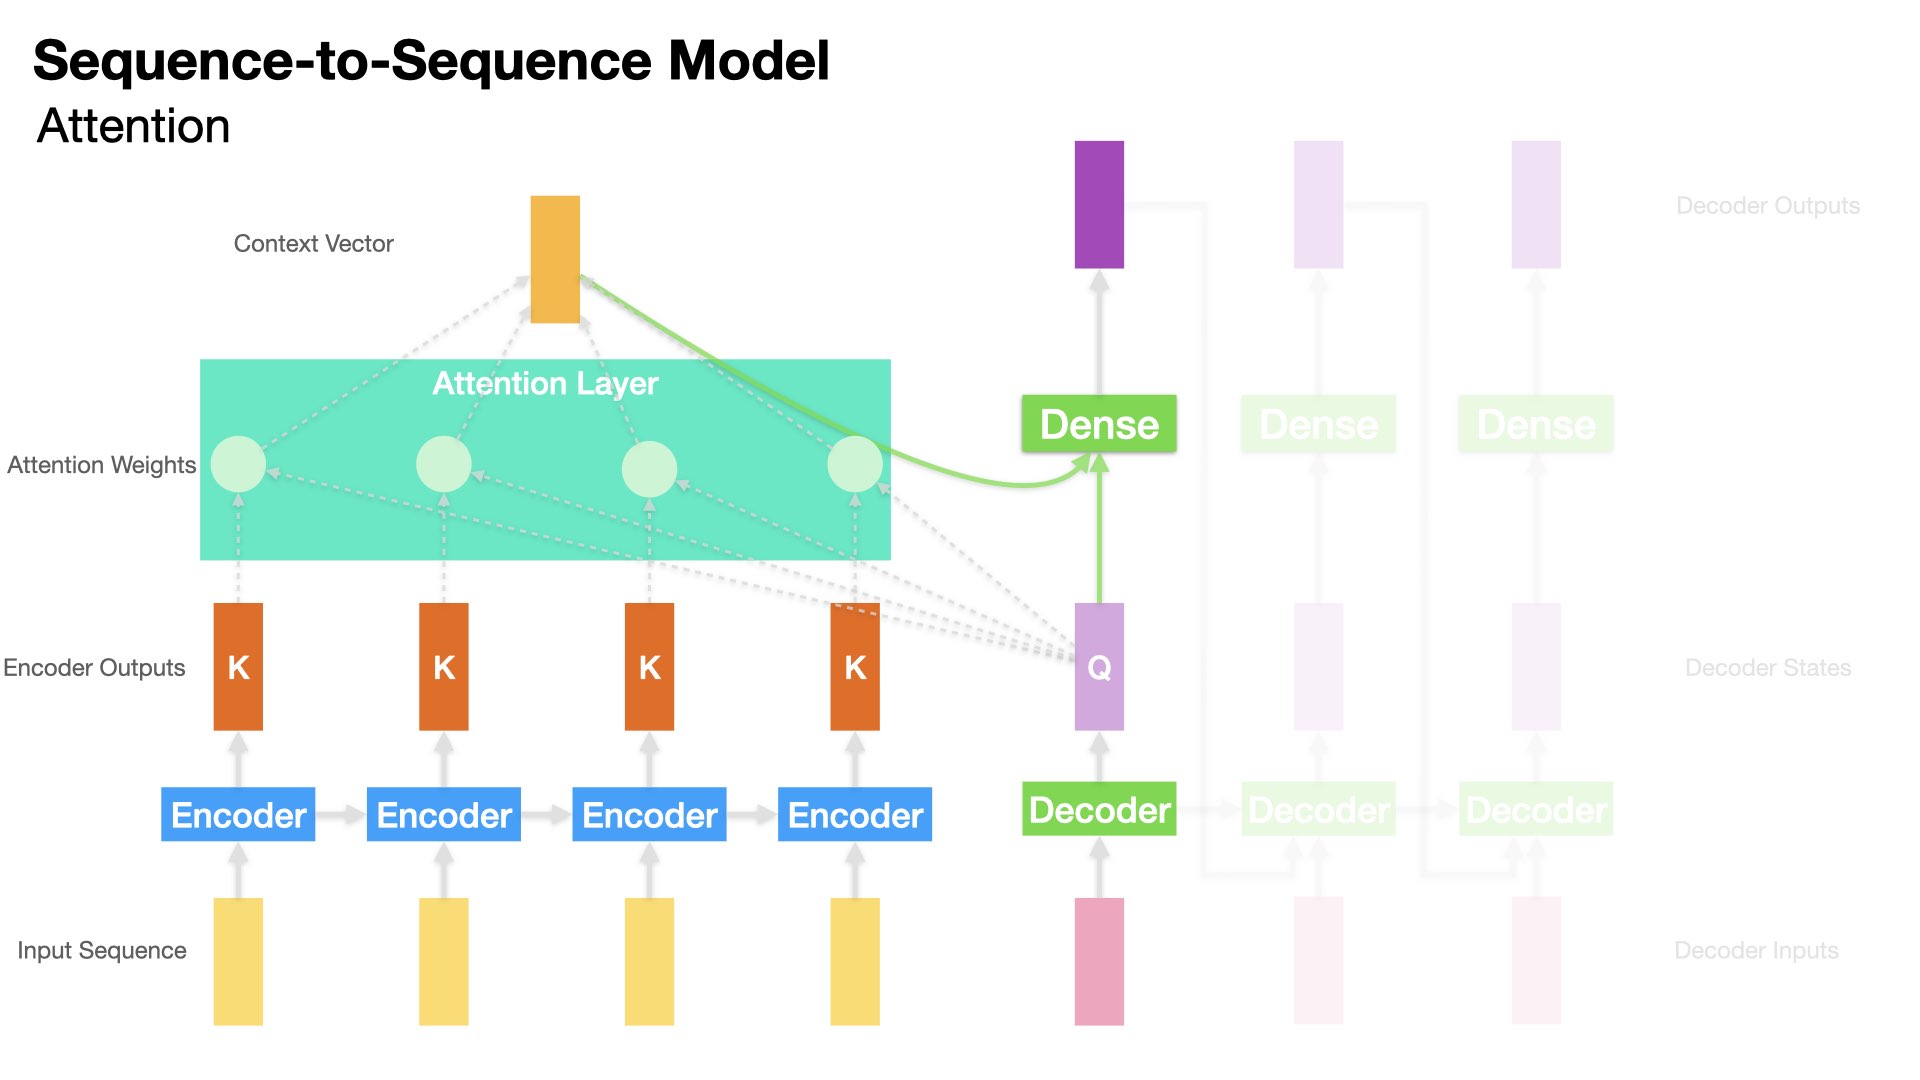 Sequence-to-Sequence Model
Attention
Context Vector
Decoder Outputs
Attention Layer
Dense Dense Dense
Attention Weights
Encoder Outputs K K K K Q Decoder States
Encoder Encoder Encoder Encoder Decoder Decoder Decoder
Input Sequence Decoder Inputs